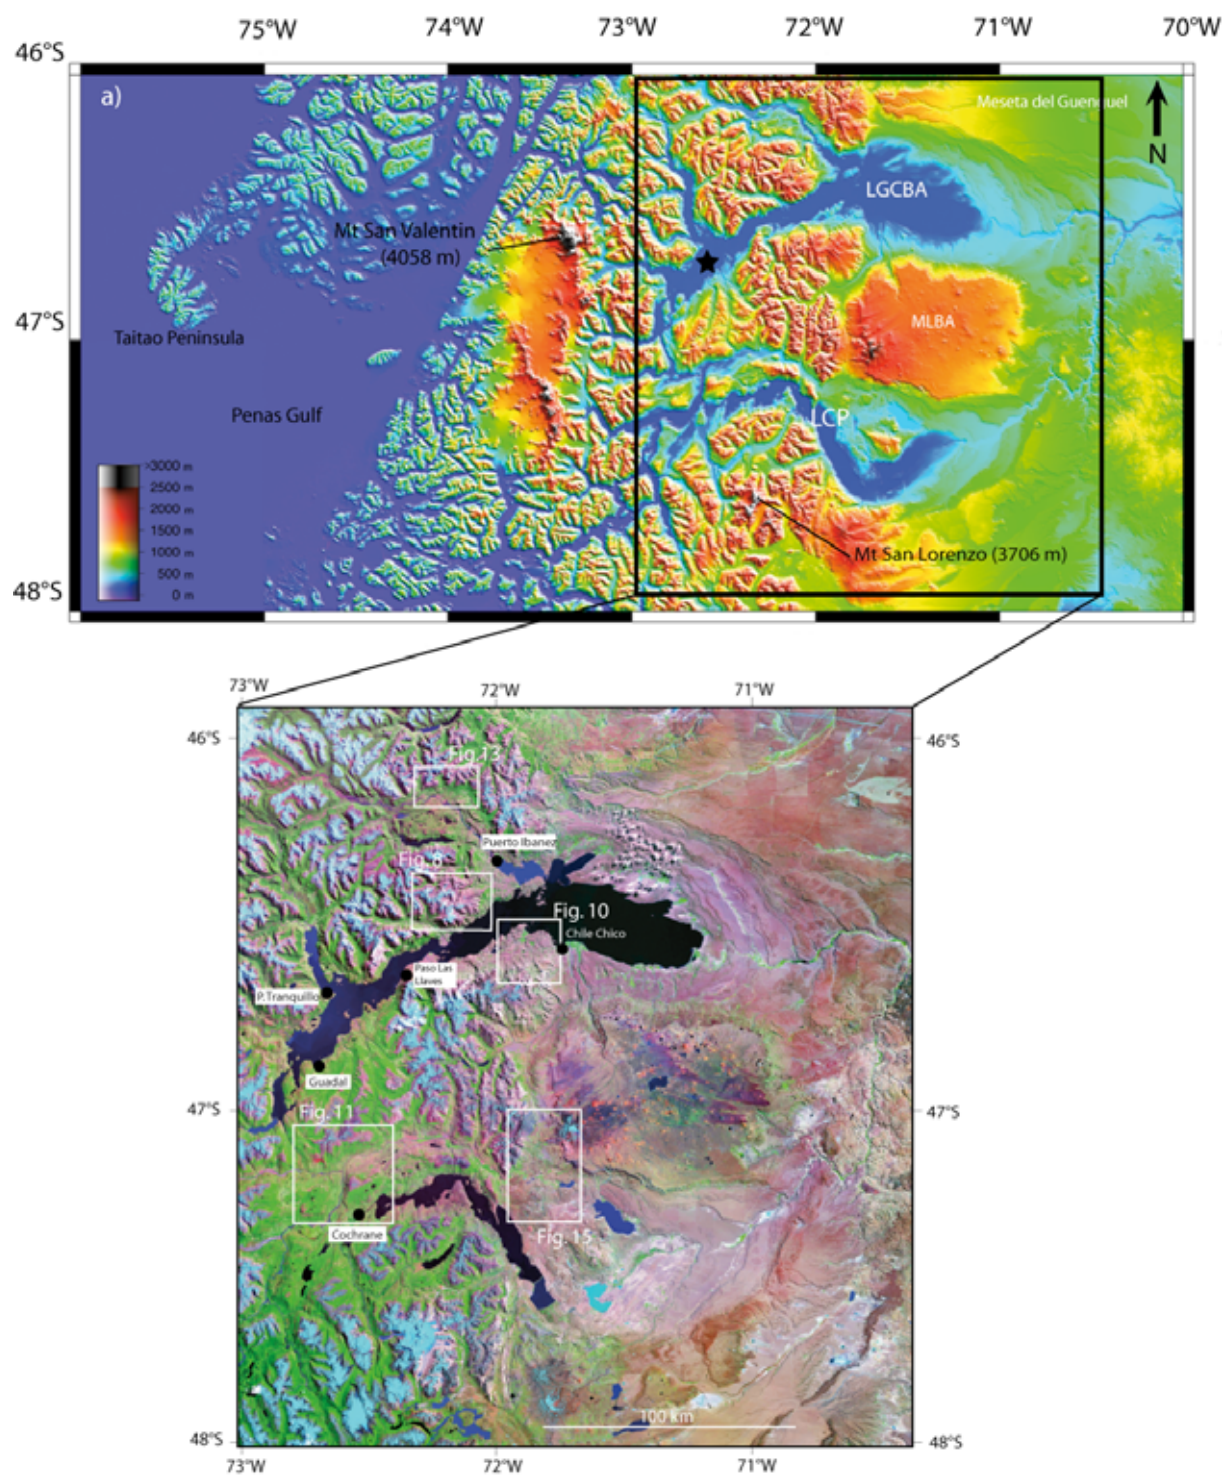 75°W 74°W 73°W 72°W 71°W 70°W
46°S
a)
Meseta del Guenguel
N
LGCBA
Mt San Valentin
(4058 m)
47°S
Taitao Peninsula
MLBA
Penas Gulf
LCP
>3000 m
2500 m
2000 m
1000 m
500 m
0 m
Mt San Lorenzo (3706 m)
48°S
73°W 72°W 71°W
46°S 46°S
Fig.13
Puerto Ibanez
Fig. 8
Fig. 10
Chile Chico
Paso Las
Llaves
P.Tranquillo
Guadal
47°S 47°S
Fig. 11
Cochrane
Fig. 15
100 km
48°S 48°S
73°W 72°W 71°W